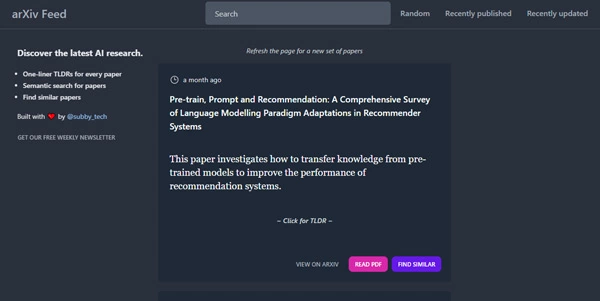 arXiv Feed
Search
Random
Recently published
Recently updated
Discover the latest AI research.
One-liner TLDRs for every paper
Semantic search for papers
Find similar papers
Built with ❤️ by @subby_tech
GET OUR FREE WEEKLY NEWSLETTER
Refresh the page for a new set of papers
a month ago
Pre-train, Prompt and Recommendation: A Comprehensive Survey
of Language Modelling Paradigm Adaptations in Recommender
Systems
This paper investigates how to transfer knowledge from pre-
trained models to improve the performance of
recommendation systems.
~ Click for TLDR ~
VIEW ON ARXIV
READ PDF
FIND SIMILAR